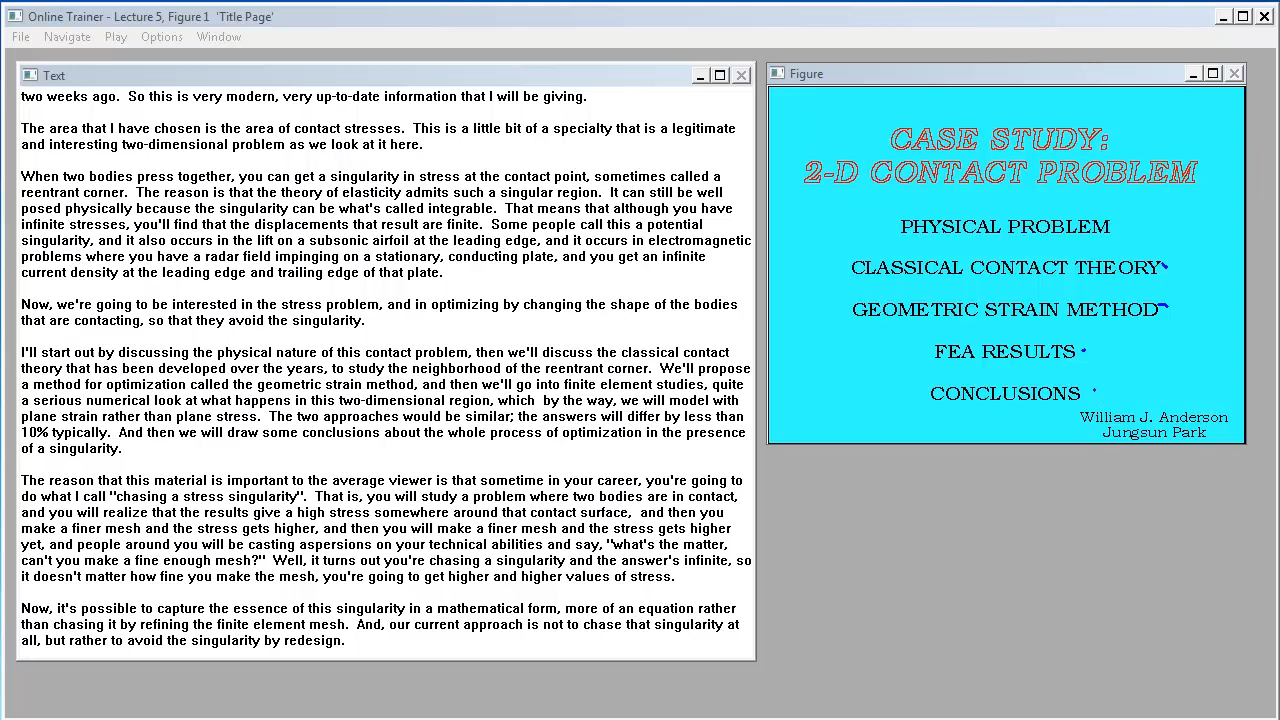 Online Trainer - Lecture 5, Figure 1 'Title Page'
File Navigate Play Options Window
Text
two weeks ago. So this is very modern, very up-to-date information that I will be giving.
The area that I have chosen is the area of contact stresses. This is a little bit of a specialty that is a legitimate
and interesting two-dimensional problem as we look at it here.
When two bodies press together, you can get a singularity in stress at the contact point, sometimes called a
reentrant corner. The reason is that the theory of elasticity admits such a singular region. It can still be well
posed physically because the singularity can be what's called integrable. That means that although you have
infinite stresses, you'll find that the displacements that result are finite. Some people call this a potential
singularity, and it also occurs in the lift on a subsonic airfoil at the leading edge, and it occurs in electromagnetic
problems where you have a radar field impinging on a stationary, conducting plate, and you get an infinite
current density at the leading edge and trailing edge of that plate.
Now, we're going to be interested in the stress problem, and in optimizing by changing the shape of the bodies
that are contacting, so that they avoid the singularity.
I'll start out by discussing the physical nature of this contact problem, then we'll discuss the classical contact
theory that has been developed over the years, to study the neighborhood of the reentrant corner. We'll propose
a method for optimization called the geometric strain method, and then we'll go into finite element studies, quite
a serious numerical look at what happens in this two-dimensional region, which by the way, we will model with
plane strain rather than plane stress. The two approaches would be similar; the answers will differ by less than
10% typically. And then we will draw some conclusions about the whole process of optimization in the presence
of a singularity.
The reason that this material is important to the average viewer is that sometime in your career, you're going to
do what I call "chasing a stress singularity". That is, you will study a problem where two bodies are in contact,
and you will realize that the results give a high stress somewhere around that contact surface, and then you
make a finer mesh and the stress gets higher, and then you will make a finer mesh and the stress gets higher
yet, and people around you will be casting aspersions on your technical abilities and say, "what's the matter,
can't you make a fine enough mesh?" Well, it turns out you're chasing a singularity and the answer's infinite, so
it doesn't matter how fine you make the mesh, you're going to get higher and higher values of stress.
Now, it's possible to capture the essence of this singularity in a mathematical form, more of an equation rather
than chasing it by refining the finite element mesh. And, our current approach is not to chase that singularity at
all, but rather to avoid the singularity by redesign.
Figure
CASE STUDY:
2-D CONTACT PROBLEM
PHYSICAL PROBLEM
CLASSICAL CONTACT THEORY
GEOMETRIC STRAIN METHOD
FEA RESULTS
CONCLUSIONS
William J. Anderson
Jungsun Park